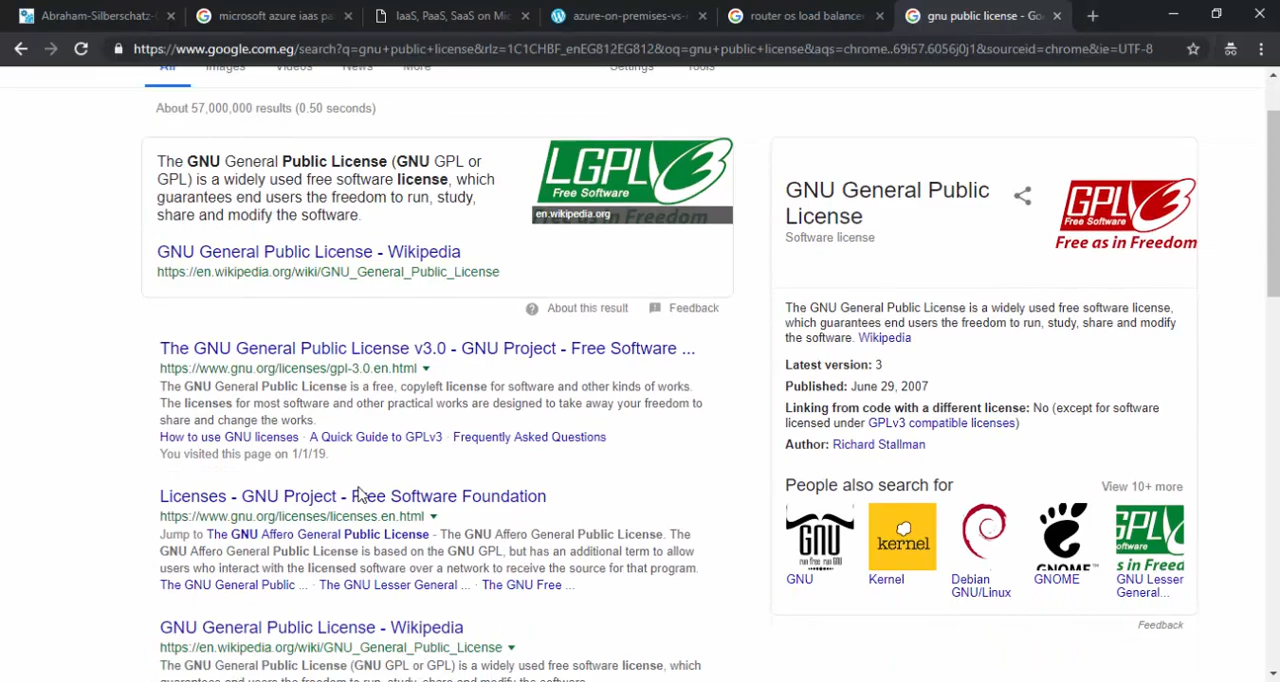 Abraham-Silberschatz-
microsoft azure iaas pa
IaaS, PaaS, SaaS on Mi
azure-on-premises-vs-
router os load balance
gnu public license - Go
https://www.google.com.eg/search?q=gnu+public+license&rlz=1C1CHBF_enEG812EG812&oq=gnu+public+license&aqs=chrome..69i57.6056j0j1&sourceid=chrome&ie=UTF-8
All Images Videos News More Settings Tools
About 57,000,000 results (0.50 seconds)
The GNU General Public License (GNU GPL or
GPL) is a widely used free software license, which
guarantees end users the freedom to run, study,
share and modify the software.
LGPLV3
Free Software
en.wikipedia.org
as in Freedom
GNU General Public License - Wikipedia
https://en.wikipedia.org/wiki/GNU_General_Public_License
About this result Feedback
The GNU General Public License v3.0 - GNU Project - Free Software ...
https://www.gnu.org/licenses/gpl-3.0.en.html
The GNU General Public License is a free, copyleft license for software and other kinds of works.
The licenses for most software and other practical works are designed to take away your freedom to
share and change the works.
How to use GNU licenses · A Quick Guide to GPLv3 · Frequently Asked Questions
You visited this page on 1/1/19.
Licenses - GNU Project - Free Software Foundation
https://www.gnu.org/licenses/licenses.en.html
Jump to The GNU Affero General Public License - The GNU Affero General Public License. The
GNU Affero General Public License is based on the GNU GPL, but has an additional term to allow
users who interact with the licensed software over a network to receive the source for that program.
The GNU General Public ... · The GNU Lesser General ... · The GNU Free ...
GNU General Public License - Wikipedia
https://en.wikipedia.org/wiki/GNU_General_Public_License
The GNU General Public License (GNU GPL or GPL) is a widely used free software license, which
guarantees end users the freedom to run, study, share and modify the software.
GNU General Public
License
Software license
GPLV3
Free Software
Free as in Freedom
The GNU General Public License is a widely used free software license,
which guarantees end users the freedom to run, study, share and modify
the software. Wikipedia
Latest version: 3
Published: June 29, 2007
Linking from code with a different license: No (except for software
licensed under GPLv3 compatible licenses)
Author: Richard Stallman
People also search for View 10+ more
GNU
run free run GNU
kernel
GNOME™
GPL
oftware
s in Freed
GNU
Kernel
Debian
GNU/Linux
GNOME
GNU Lesser
General...
Feedback